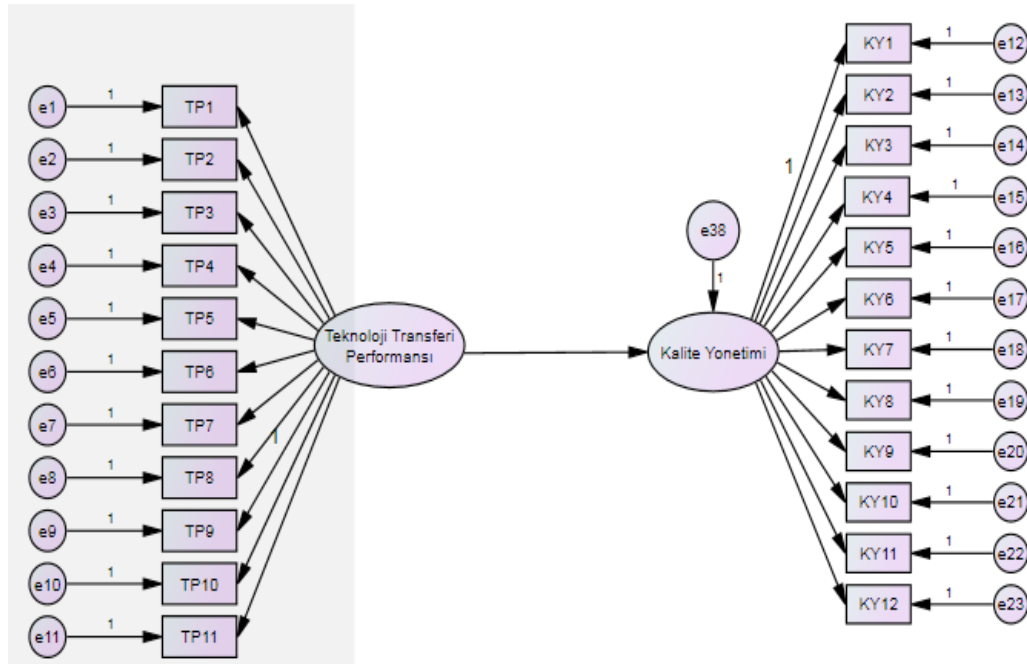 e1 1 TP1
e2 1 TP2
e3 1 TP3
e4 1 TP4
e5 1 TP5
e6 1 TP6
e7 1 TP7
1
e8 1 TP8
e9 1 TP9
e10 1 TP10
e11 1 TP11
Teknoloji Transferi
Performansı
e38
1
Kalite Yonetimi
1
KY1 1 e12
KY2 1 e13
KY3 1 e14
KY4 1 e15
KY5 1 e16
KY6 1 e17
KY7 1 e18
KY8 1 e19
KY9 1 e20
KY10 1 e21
KY11 1 e22
KY12 1 e23